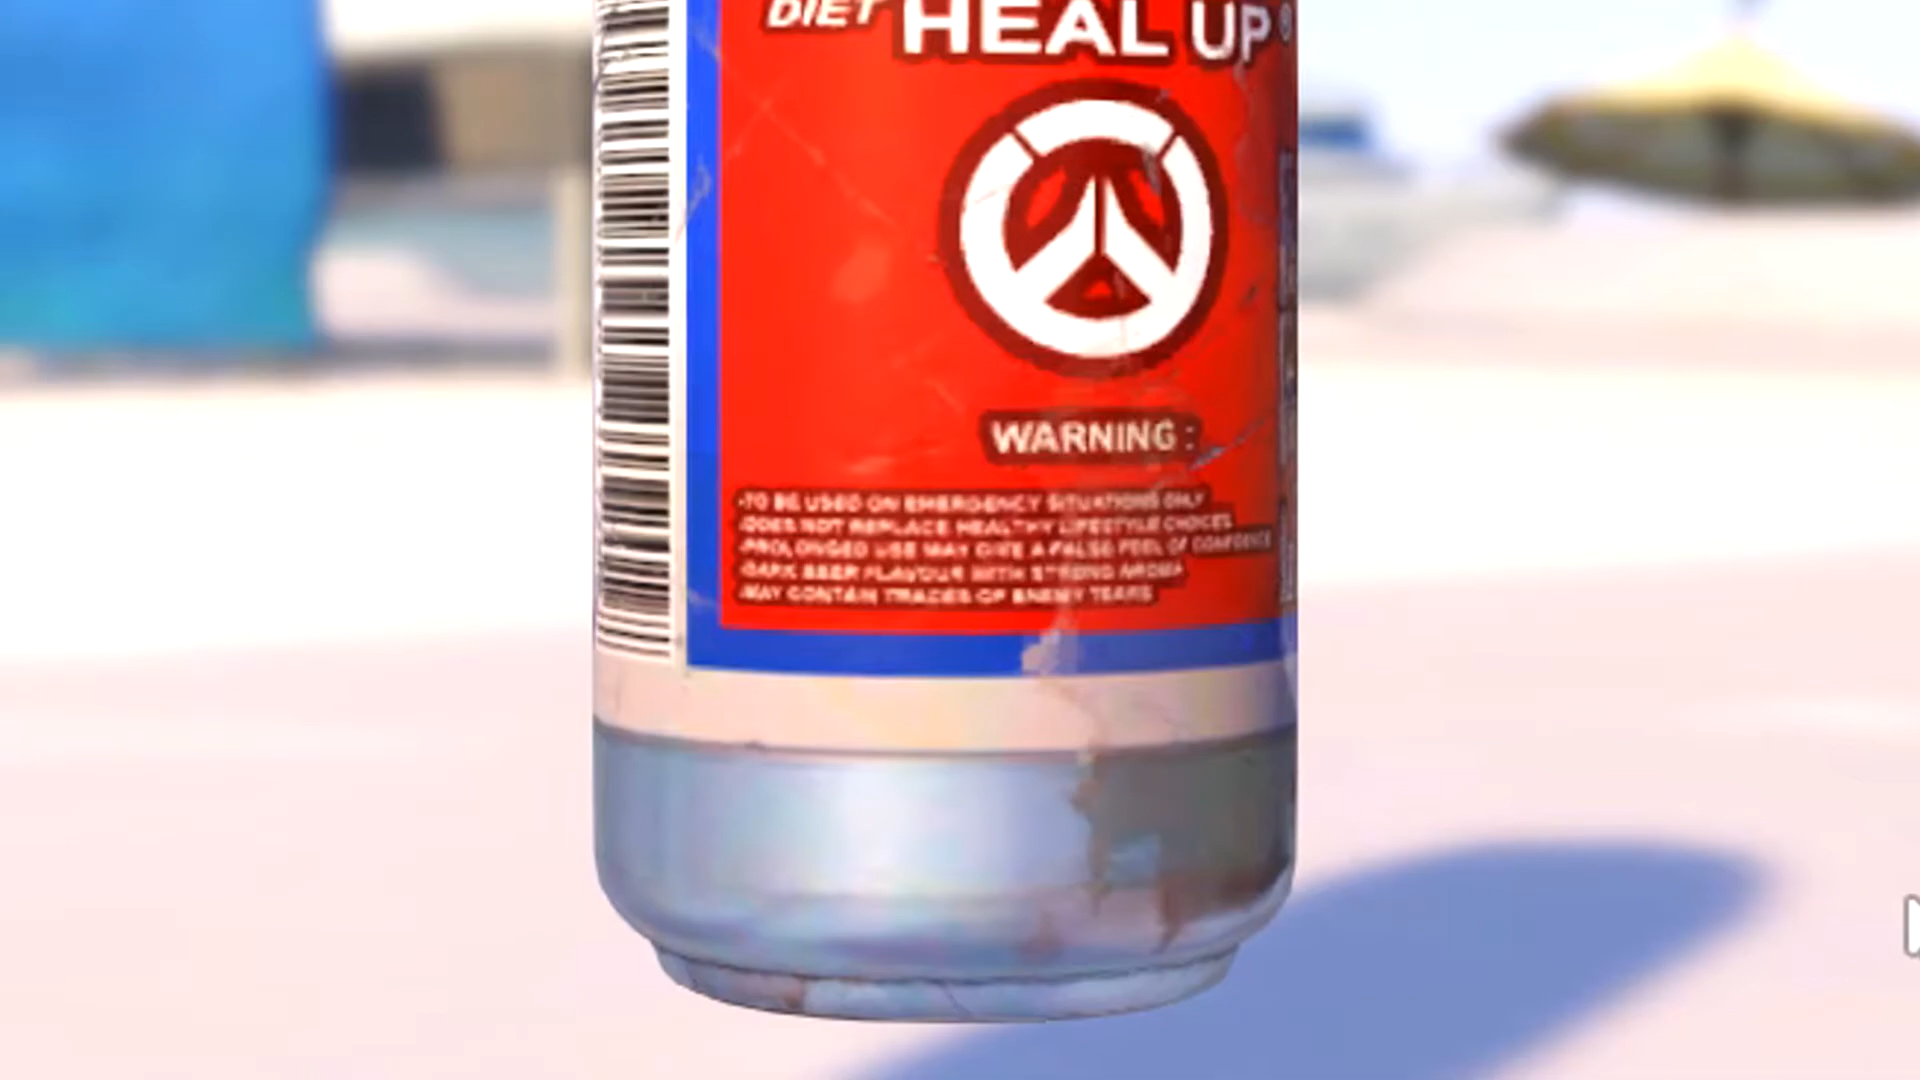 DIET HEAL UP®
WARNING :
-TO BE USED ON EMERGENCY SITUATIONS ONLY
-DOES NOT REPLACE HEALTHY LIFESTYLE CHOICES
-PROLONGED USE MAY GIVE A FALSE FEEL OF CONFIDENCE
-DARK BEER FLAVOUR WITH STRONG AROMA
-MAY CONTAIN TRACES OF ENEMY TEARS